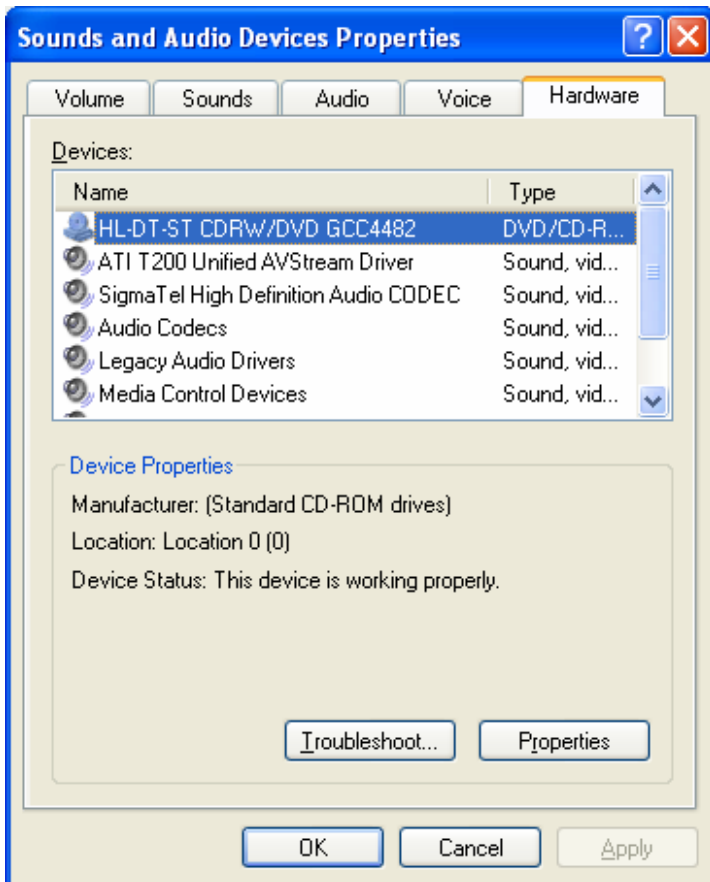 Sounds and Audio Devices Properties
Volume Sounds Audio Voice Hardware
Devices:
Name Type
HL-DT-ST CDRW/DVD GCC4482 DVD/CD-R...
ATI T200 Unified AVStream Driver Sound, vid...
SigmaTel High Definition Audio CODEC Sound, vid...
Audio Codecs Sound, vid...
Legacy Audio Drivers Sound, vid...
Media Control Devices Sound, vid...
Device Properties
Manufacturer: (Standard CD-ROM drives)
Location: Location 0 (0)
Device Status: This device is working properly.
Troubleshoot... Properties
OK Cancel Apply